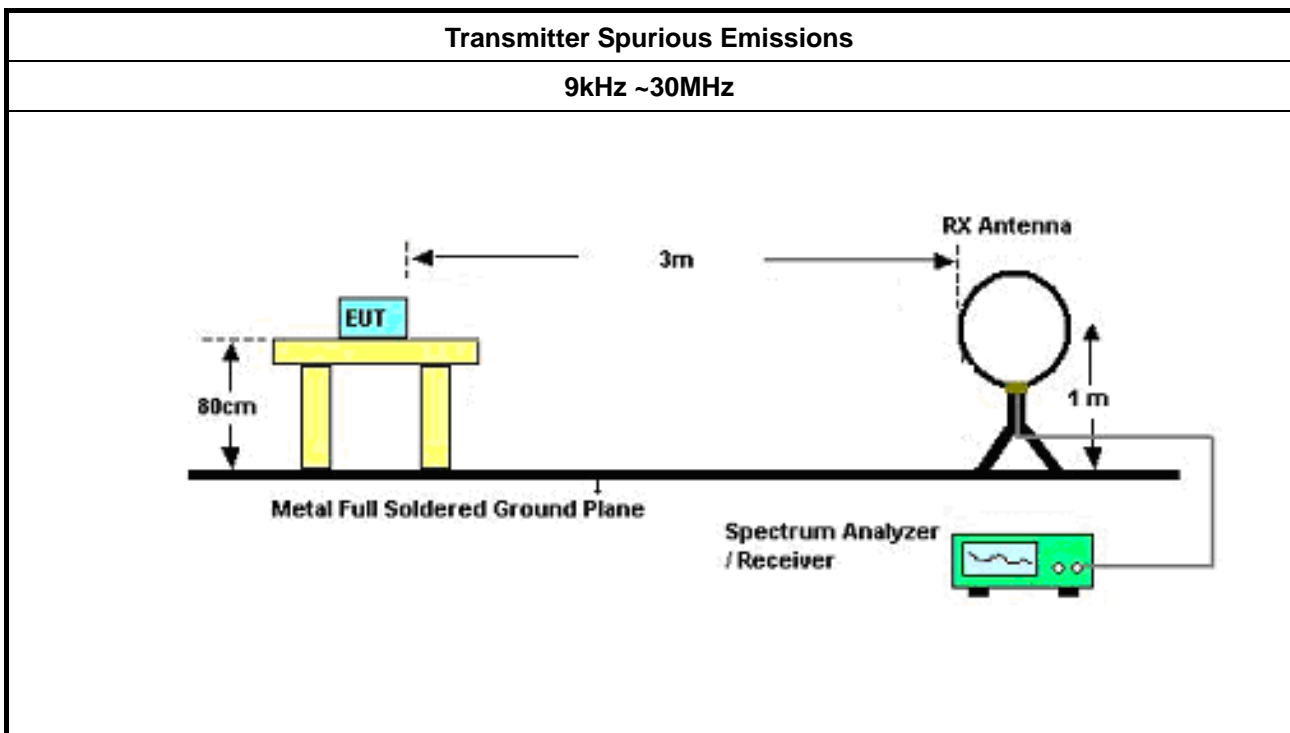 Transmitter Spurious Emissions
9kHz ~30MHz
RX Antenna
3m
EUT
80cm
1 m
Metal Full Soldered Ground Plane
Spectrum Analyzer
/ Receiver